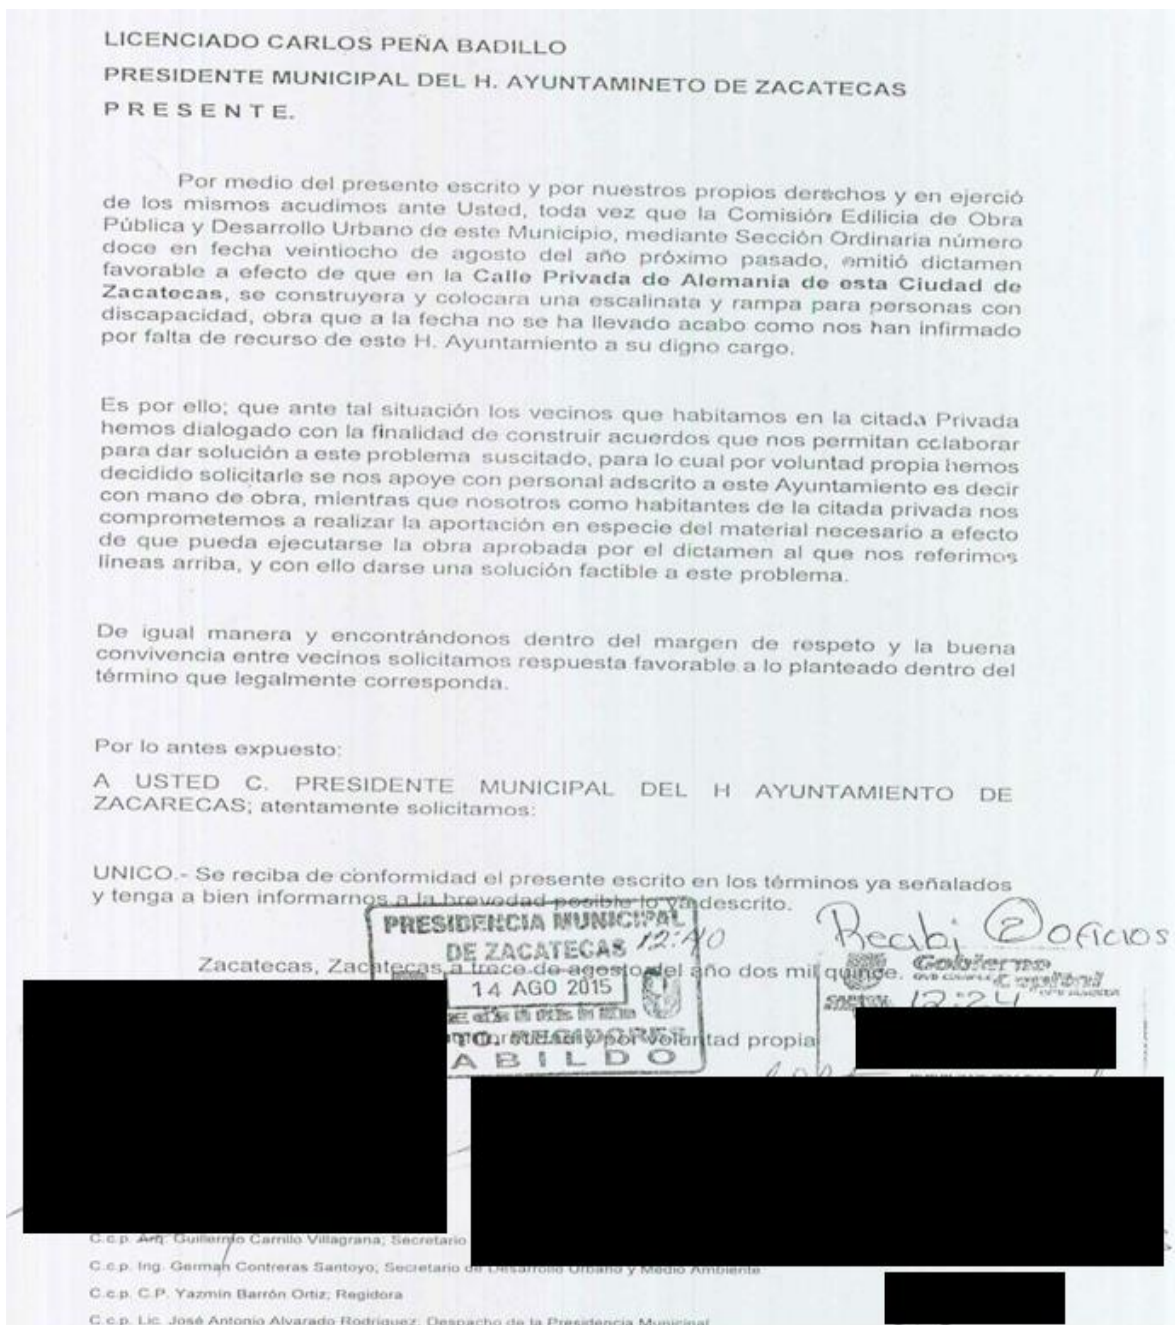 LICENCIADO CARLOS PEÑA BADILLO
PRESIDENTE MUNICIPAL DEL H. AYUNTAMINETO DE ZACATECAS
P R E S E N T E.
Por medio del presente escrito y por nuestros propios derechos y en ejerció
de los mismos acudimos ante Usted, toda vez que la Comisión Edilicia de Obra
Pública y Desarrollo Urbano de este Municipio, mediante Sección Ordinaria número
doce en fecha veintiocho de agosto del año próximo pasado, emitió dictamen
favorable a efecto de que en la Calle Privada de Alemania de esta Ciudad de
Zacatecas, se construyera y colocara una escalinata y rampa para personas con
discapacidad, obra que a la fecha no se ha llevado acabo como nos han infirmado
por falta de recurso de este H. Ayuntamiento a su digno cargo.
Es por ello; que ante tal situación los vecinos que habitamos en la citada Privada
hemos dialogado con la finalidad de construir acuerdos que nos permitan colaborar
para dar solución a este problema suscitado, para lo cual por voluntad propia hemos
decidido solicitarle se nos apoye con personal adscrito a este Ayuntamiento es decir
con mano de obra, mientras que nosotros como habitantes de la citada privada nos
comprometemos a realizar la aportación en especie del material necesario a efecto
de que pueda ejecutarse la obra aprobada por el dictamen al que nos referimos
líneas arriba, y con ello darse una solución factible a este problema.
De igual manera y encontrándonos dentro del margen de respeto y la buena
convivencia entre vecinos solicitamos respuesta favorable a lo planteado dentro del
término que legalmente corresponda.
Por lo antes expuesto:
A USTED C. PRESIDENTE MUNICIPAL DEL H AYUNTAMIENTO DE
ZACARECAS; atentamente solicitamos:
UNICO.- Se reciba de conformidad el presente escrito en los términos ya señalados
y tenga a bien informarnos a la brevedad posible lo ya descrito.
PRESIDENCIA MUNICIPAL
DE ZACATECAS 12:40
Recibi 2 oficios
Zacatecas, Zacatecas a trece de agosto del año dos mil quince.
Gobierno
Capital
14 AGO 2015
12:24
REGIDORES
y por voluntad propia
CABILDO
C.c.p. Arq. Guillermo Carrillo Villagrana; Secretario
C.c.p. Ing. German Contreras Santoyo; Secretario de Desarrollo Urbano y Medio Ambiente
C.c.p. C.P. Yazmin Barrón Ortiz; Regidora
C.c.p. Lic. José Antonio Alvarado Rodriguez; Despacho de la Presidencia Municipal